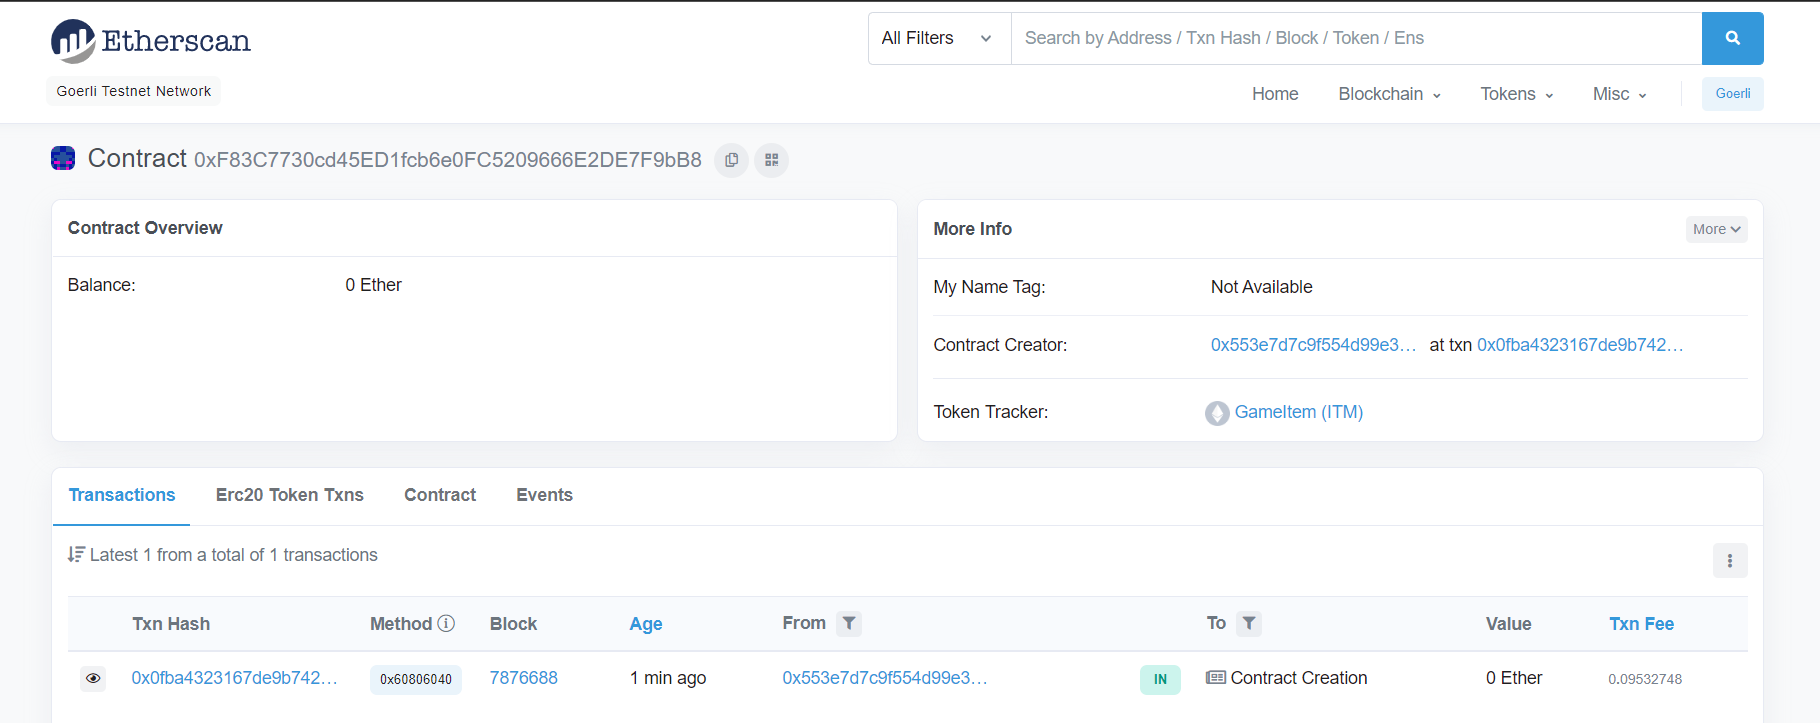 Etherscan
All Filters
Search by Address / Txn Hash / Block / Token / Ens
Goerli Testnet Network
Home Blockchain Tokens Misc Goerli
Contract 0xF83C7730cd45ED1fcb6e0FC5209666E2DE7F9bB8
Contract Overview
Balance: 0 Ether
More Info More
My Name Tag: Not Available
Contract Creator: 0x553e7d7c9f554d99e3... at txn 0x0fba4323167de9b742...
Token Tracker: GameItem (ITM)
Transactions Erc20 Token Txns Contract Events
Latest 1 from a total of 1 transactions
Txn Hash Method Block Age From To Value Txn Fee
0x0fba4323167de9b742... 0x60806040 7876688 1 min ago 0x553e7d7c9f554d99e3... IN Contract Creation 0 Ether 0.09532748